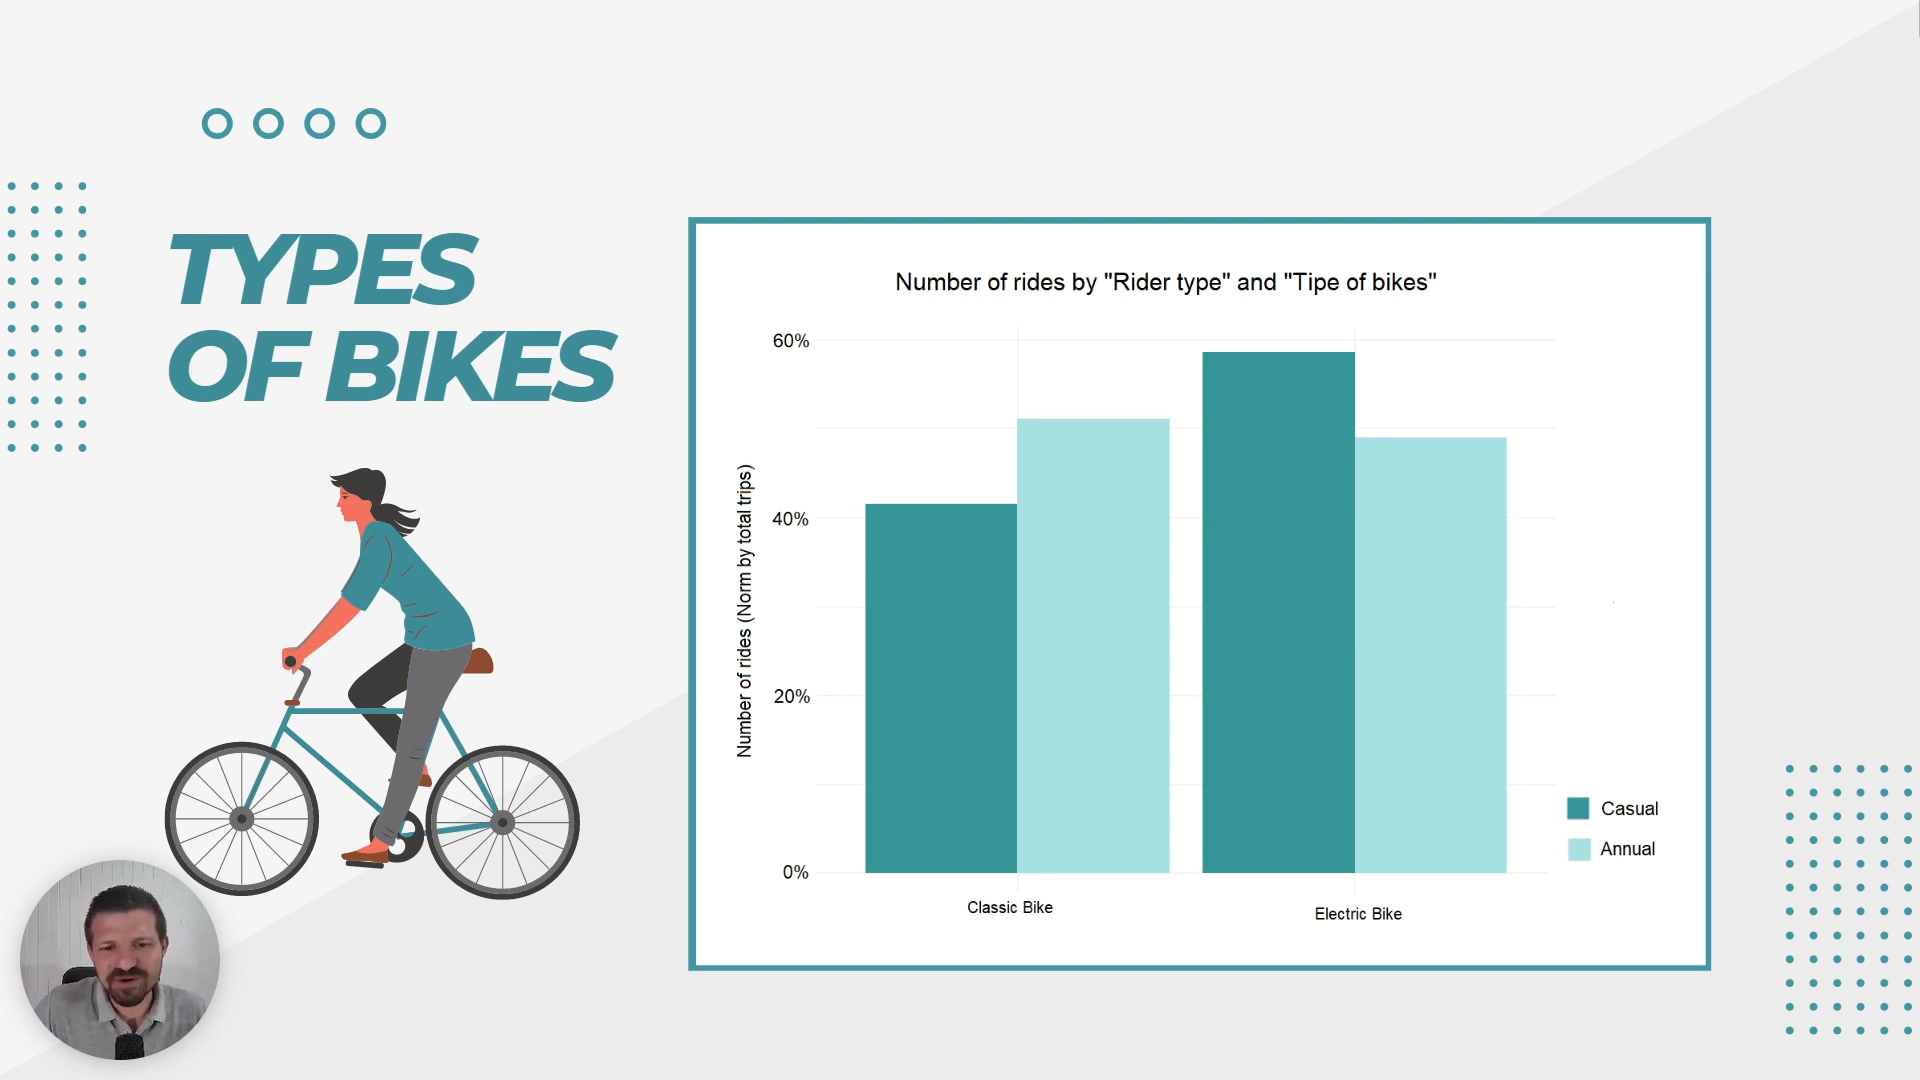 TYPES
OF BIKES
Number of rides by "Rider type" and "Tipe of bikes"
Number of rides (Norm by total trips)
60%
40%
20%
0%
Classic Bike
Electric Bike
Casual
Annual